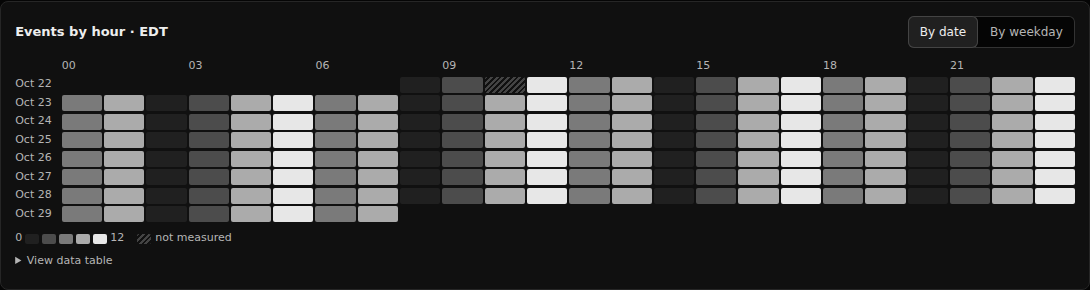 Events by hour · EDT
By date By weekday
00 03 06 09 12 15 18 21
Oct 22
Oct 23
Oct 24
Oct 25
Oct 26
Oct 27
Oct 28
Oct 29
0 12 not measured
View data table